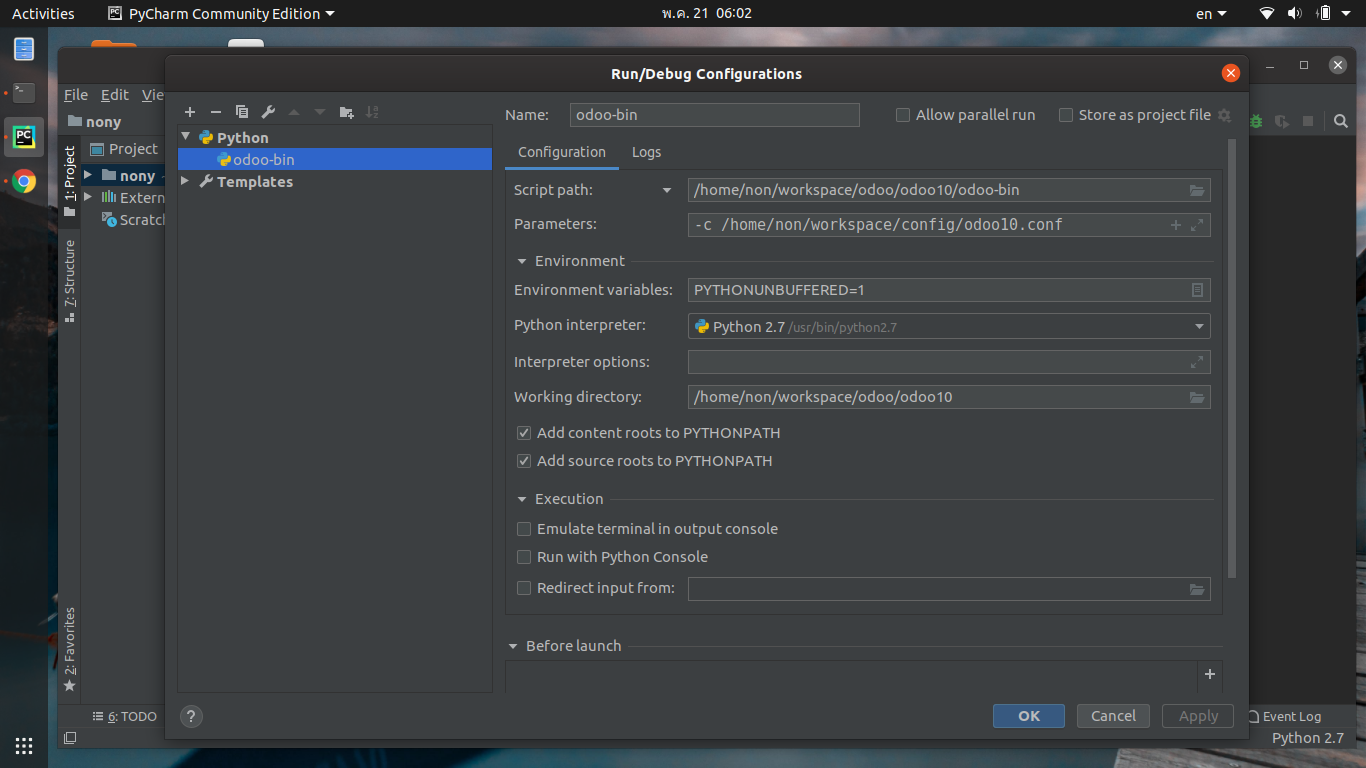 Activities PyCharm Community Edition พ.ค. 21 06:02 en
Run/Debug Configurations
File Edit Vie
nony
Name: odoo-bin Allow parallel run Store as project file
Python
odoo-bin
Templates
1: Project
Project
nony
Extern
Scratch
7: Structure
2: Favorites
Configuration Logs
Script path: /home/non/workspace/odoo/odoo10/odoo-bin
Parameters: -c /home/non/workspace/config/odoo10.conf
Environment
Environment variables: PYTHONUNBUFFERED=1
Python interpreter: Python 2.7 /usr/bin/python2.7
Interpreter options:
Working directory: /home/non/workspace/odoo/odoo10
Add content roots to PYTHONPATH
Add source roots to PYTHONPATH
Execution
Emulate terminal in output console
Run with Python Console
Redirect input from:
Before launch
OK Cancel Apply
6: TODO
Event Log
Python 2.7